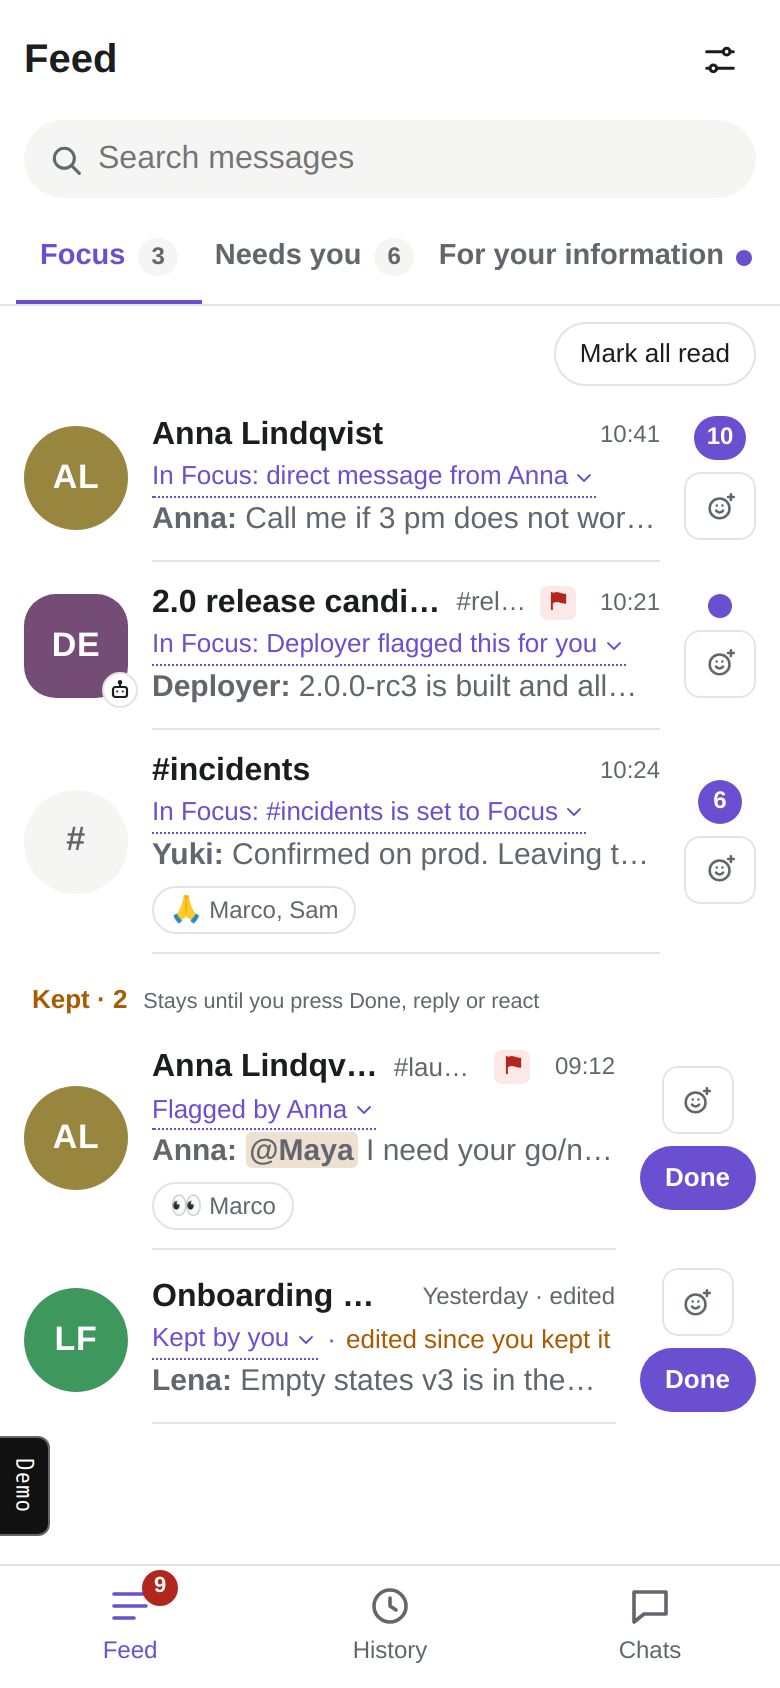 Feed
Search messages
Focus 3 Needs you 6 For your information
Mark all read
AL
Anna Lindqvist 10:41 10
In Focus: direct message from Anna
Anna: Call me if 3 pm does not wor…
DE
2.0 release candi… #rel… 10:21
In Focus: Deployer flagged this for you
Deployer: 2.0.0-rc3 is built and all…
#
#incidents 10:24
In Focus: #incidents is set to Focus 6
Yuki: Confirmed on prod. Leaving t…
🙏 Marco, Sam
Kept · 2 Stays until you press Done, reply or react
AL
Anna Lindqv… #lau… 09:12
Flagged by Anna
Anna: @Maya I need your go/n…
Done
👀 Marco
LF
Onboarding … Yesterday · edited
Kept by you · edited since you kept it
Lena: Empty states v3 is in the…
Done
Demo
9
Feed History Chats